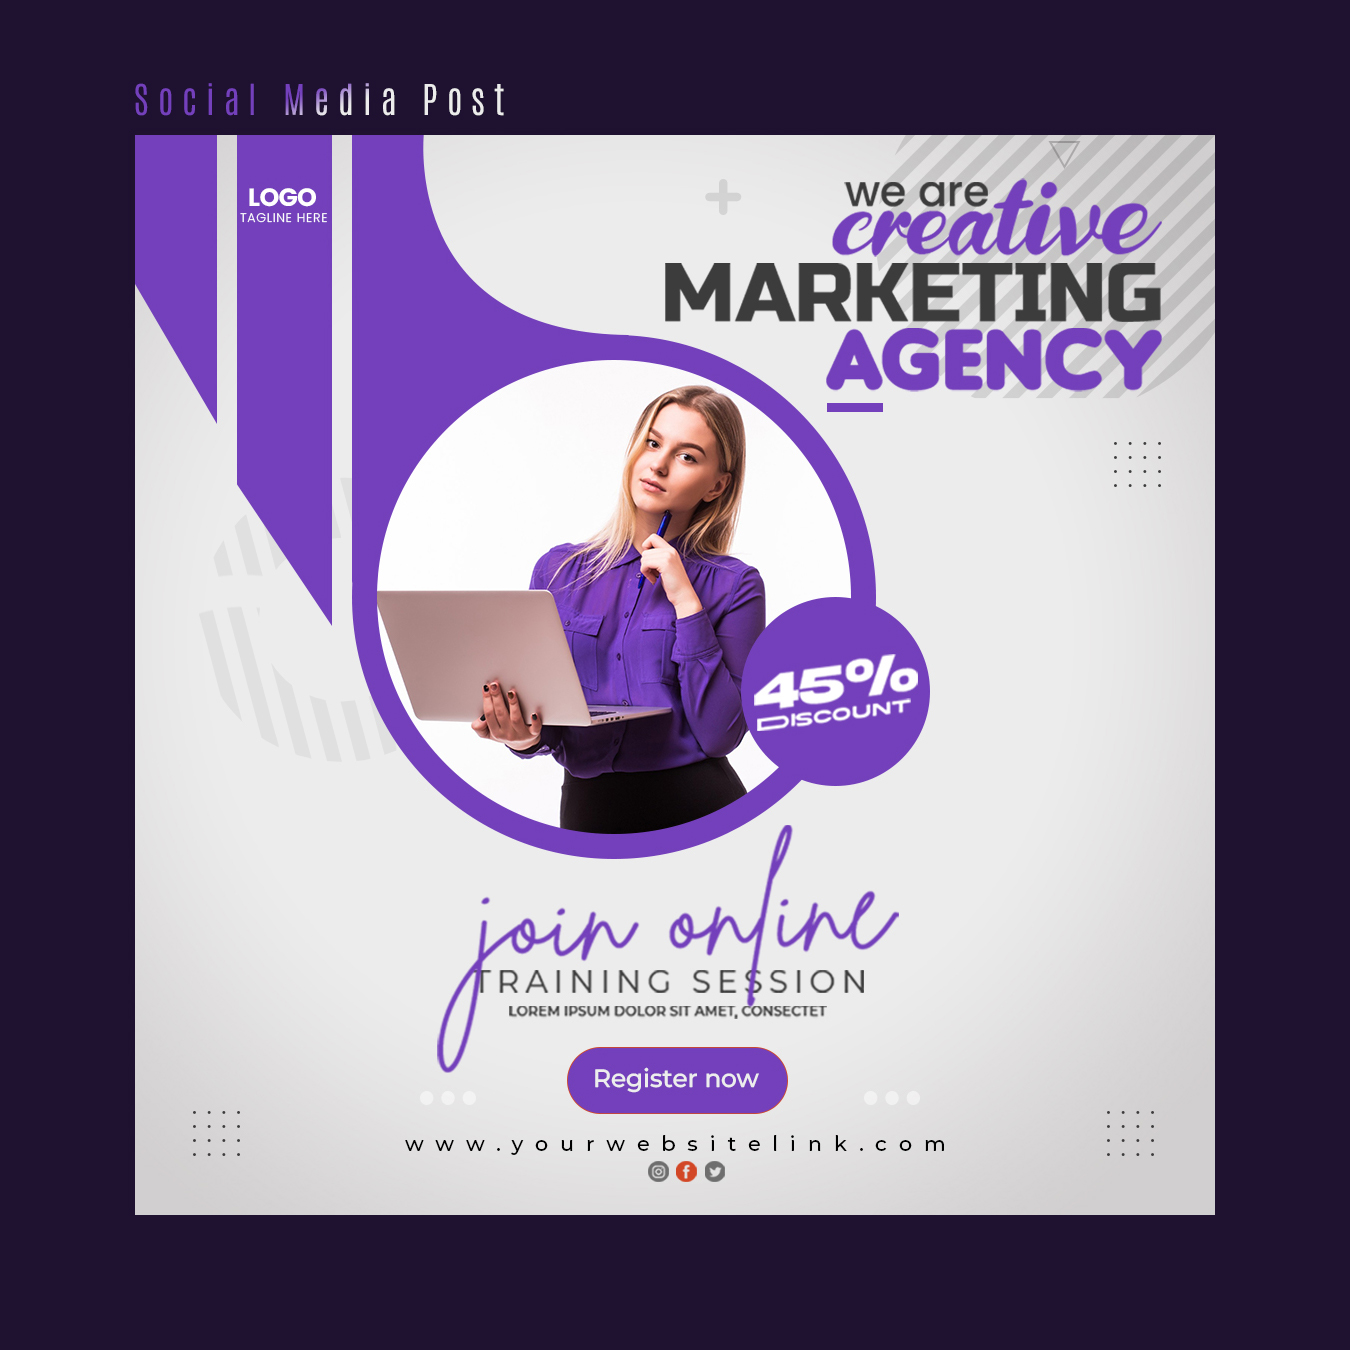 Social Media Post
LOGO
TAGLINE HERE
we are
creative
MARKETING
AGENCY
45%
DISCOUNT
join online
TRAINING SESSION
LOREM IPSUM DOLOR SIT AMET, CONSECTET
Register now
www.yourwebsitelink.com